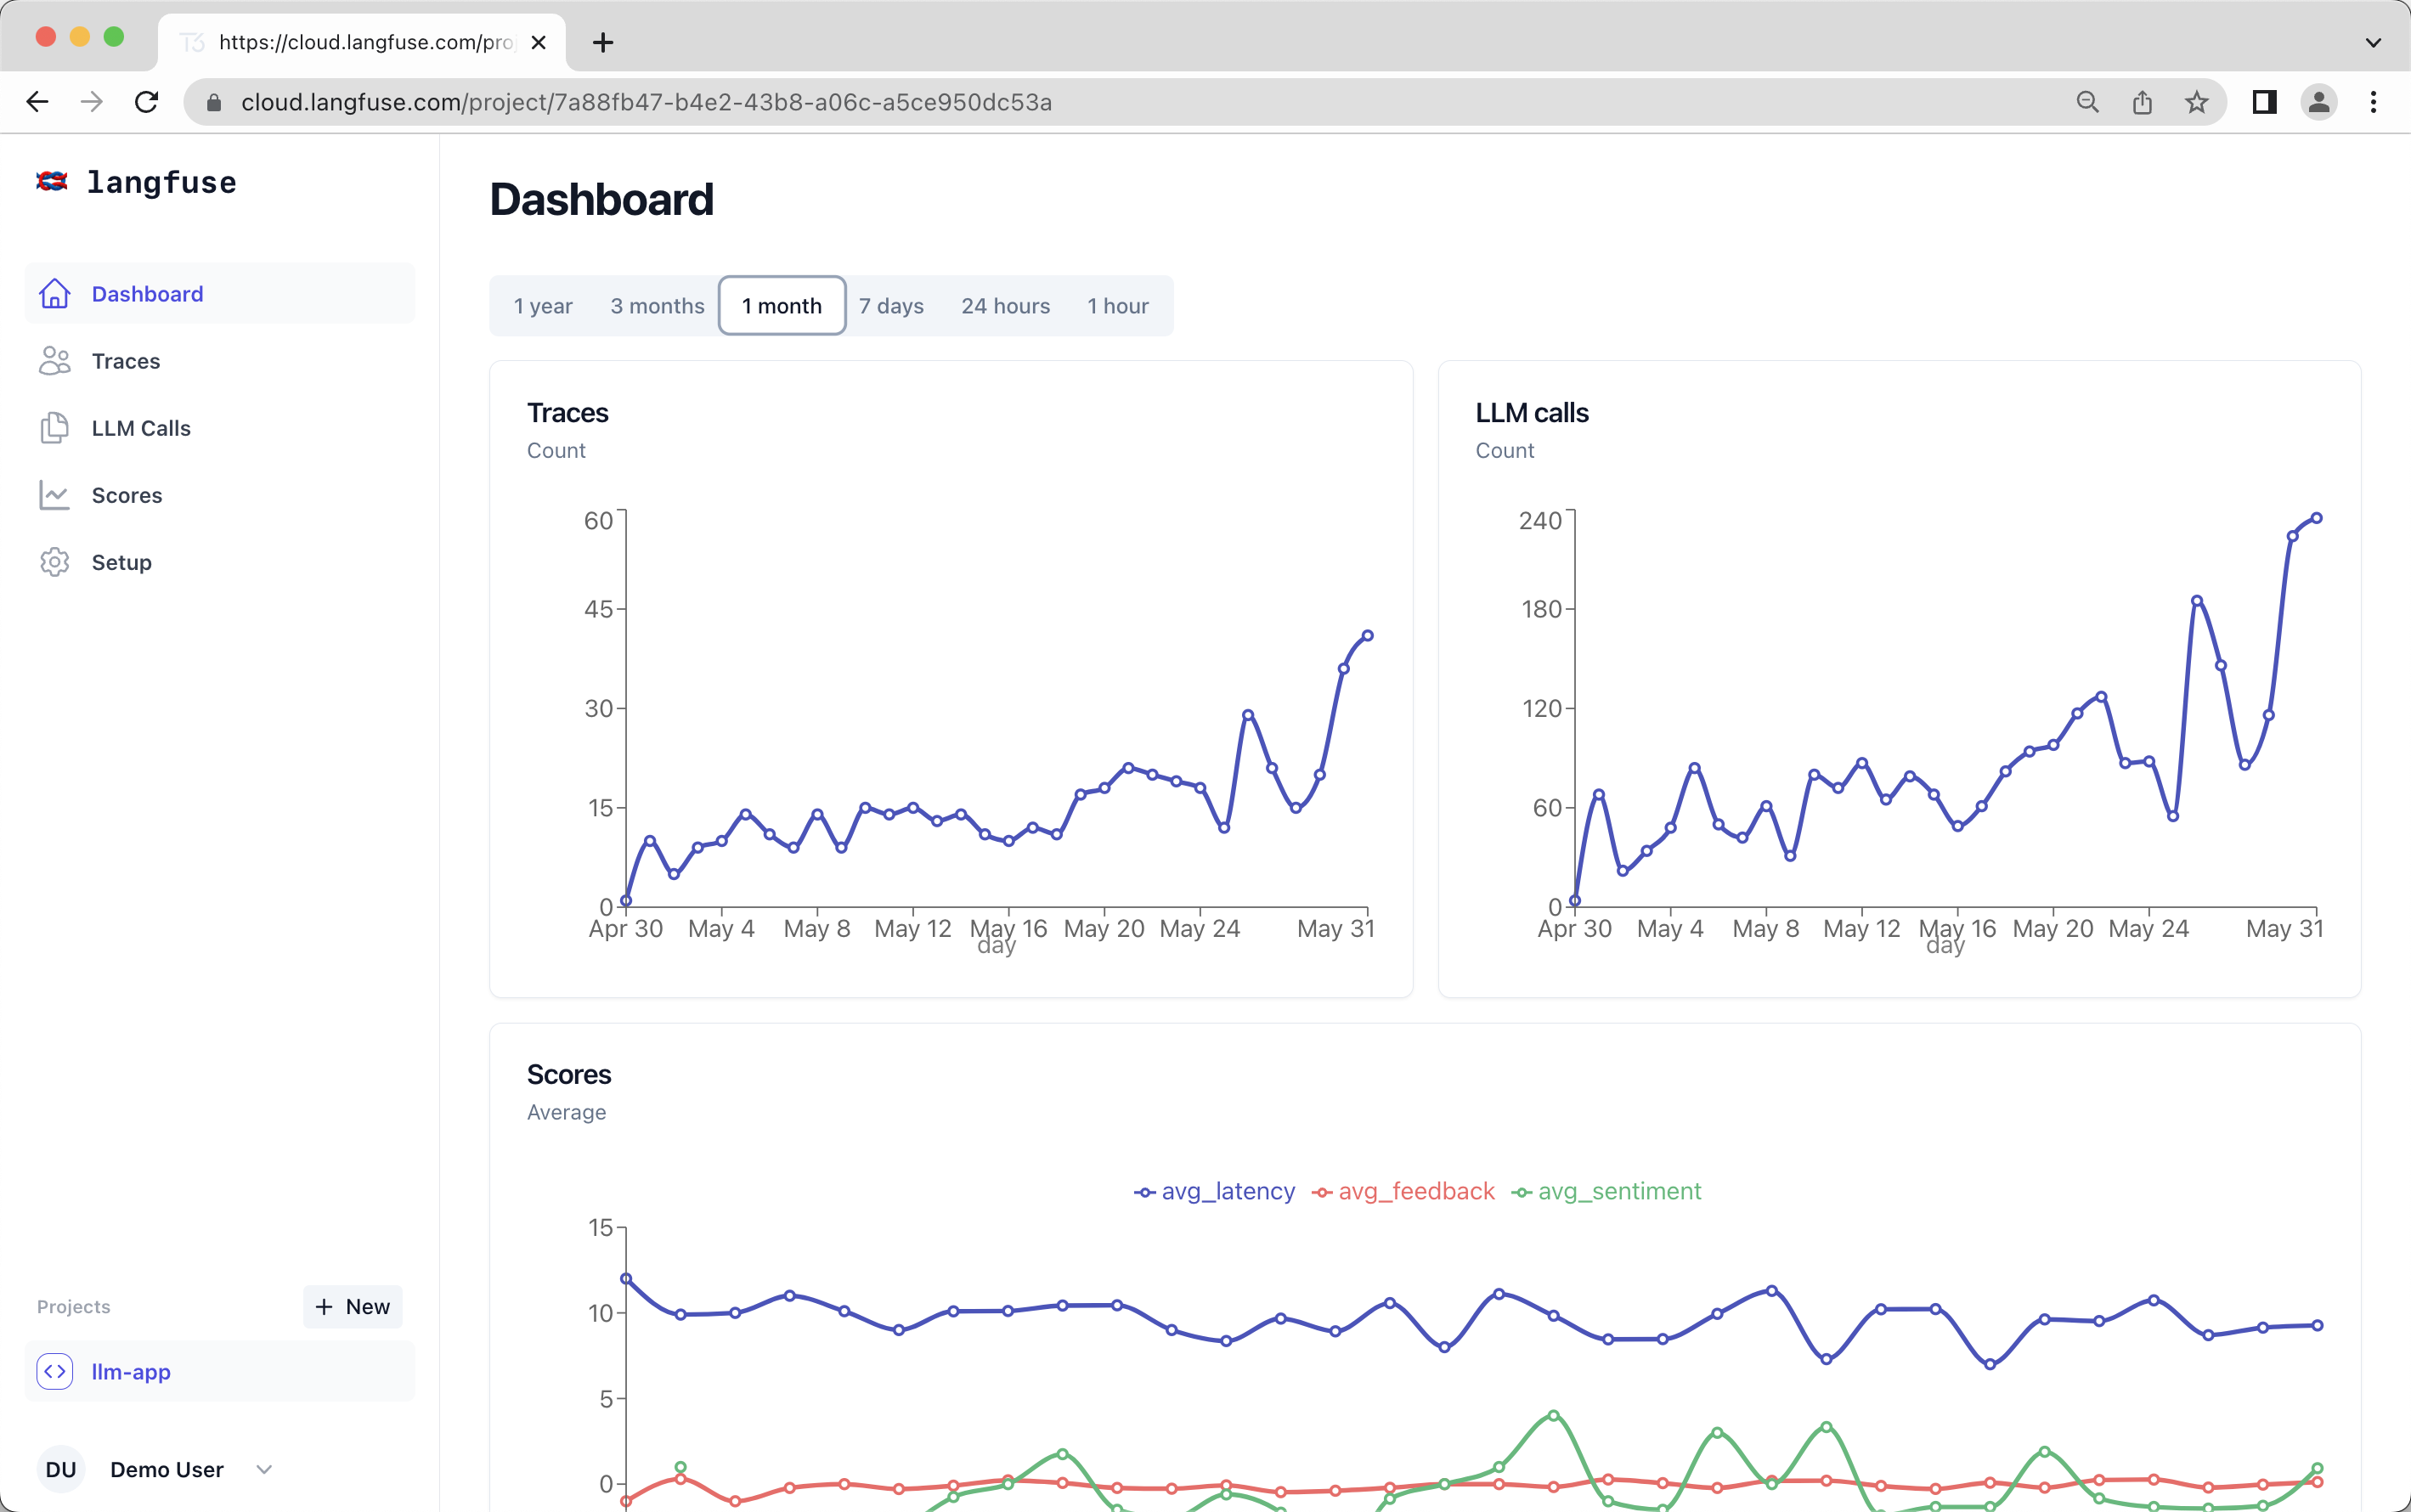 https://cloud.langfuse.com/pro
cloud.langfuse.com/project/7a88fb47-b4e2-43b8-a06c-a5ce950dc53a
langfuse
Dashboard
Traces
LLM Calls
Scores
Setup
Projects
+ New
llm-app
DU Demo User
Dashboard
1 year 3 months 1 month 7 days 24 hours 1 hour
Traces
Count
60
45
30
15
0
Apr 30 May 4 May 8 May 12 May 16 May 20 May 24 May 31
day
LLM calls
Count
240
180
120
60
0
Apr 30 May 4 May 8 May 12 May 16 May 20 May 24 May 31
day
Scores
Average
avg_latency avg_feedback avg_sentiment
15
10
5
0